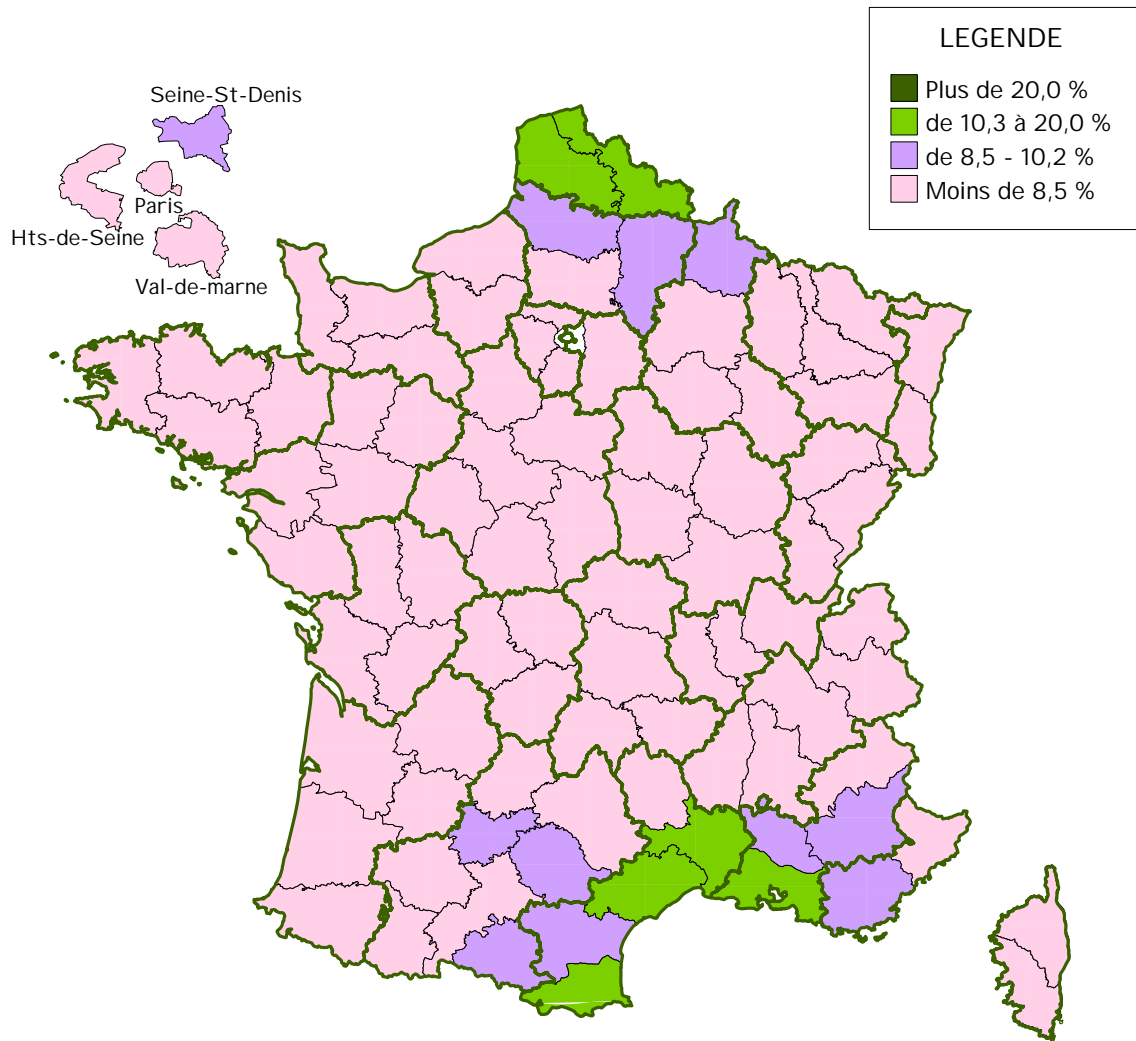 LEGENDE
Plus de 20,0 %
de 10,3 à 20,0 %
de 8,5 - 10,2 %
Moins de 8,5 %
Seine-St-Denis
Paris
Hts-de-Seine
Val-de-marne